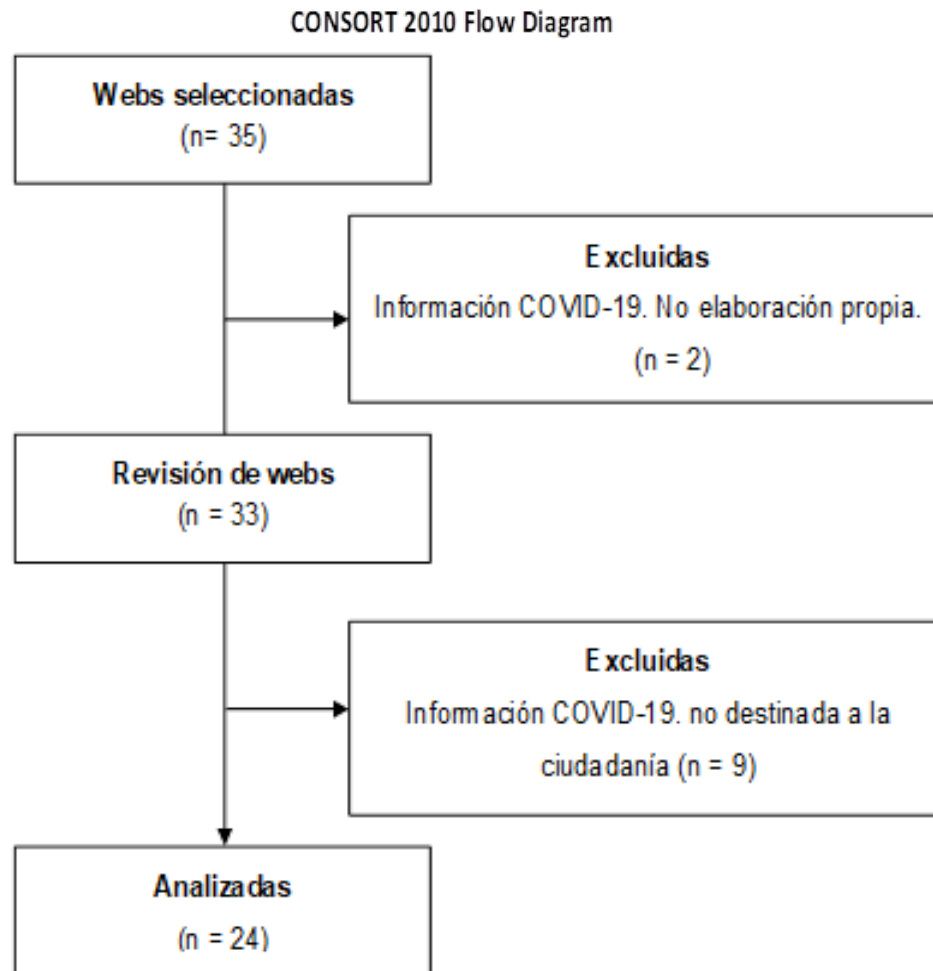 CONSORT 2010 Flow Diagram
Webs seleccionadas
(n= 35)
Excluidas
Información COVID-19. No elaboración propia.
(n = 2)
Revisión de webs
(n = 33)
Excluidas
Información COVID-19. no destinada a la
ciudadanía (n = 9)
Analizadas
(n = 24)